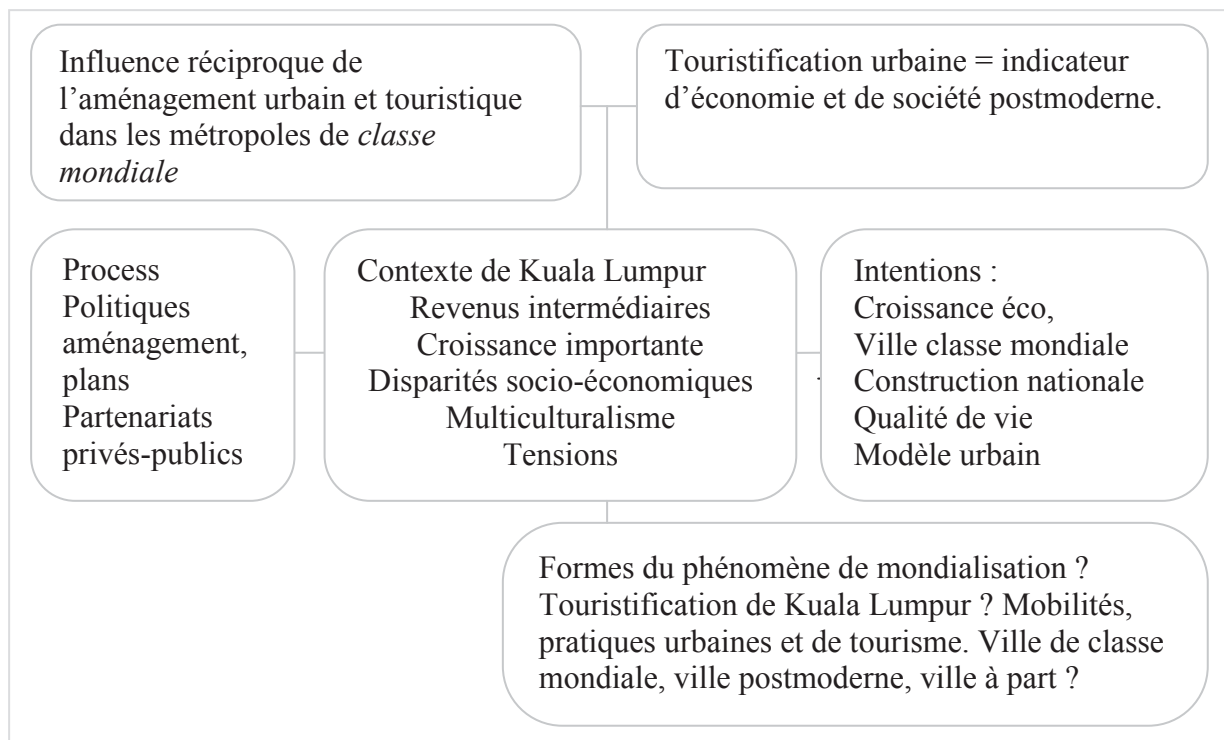 Influence réciproque de
l’aménagement urbain et touristique
dans les métropoles de classe
mondiale
Touristification urbaine = indicateur
d’économie et de société postmoderne.
Process
Politiques
aménagement,
plans
Partenariats
privés-publics
Contexte de Kuala Lumpur
Revenus intermédiaires
Croissance importante
Disparités socio-économiques
Multiculturalisme
Tensions
Intentions :
Croissance éco,
Ville classe mondiale
Construction nationale
Qualité de vie
Modèle urbain
Formes du phénomène de mondialisation ?
Touristification de Kuala Lumpur ? Mobilités,
pratiques urbaines et de tourisme. Ville de classe
mondiale, ville postmoderne, ville à part ?